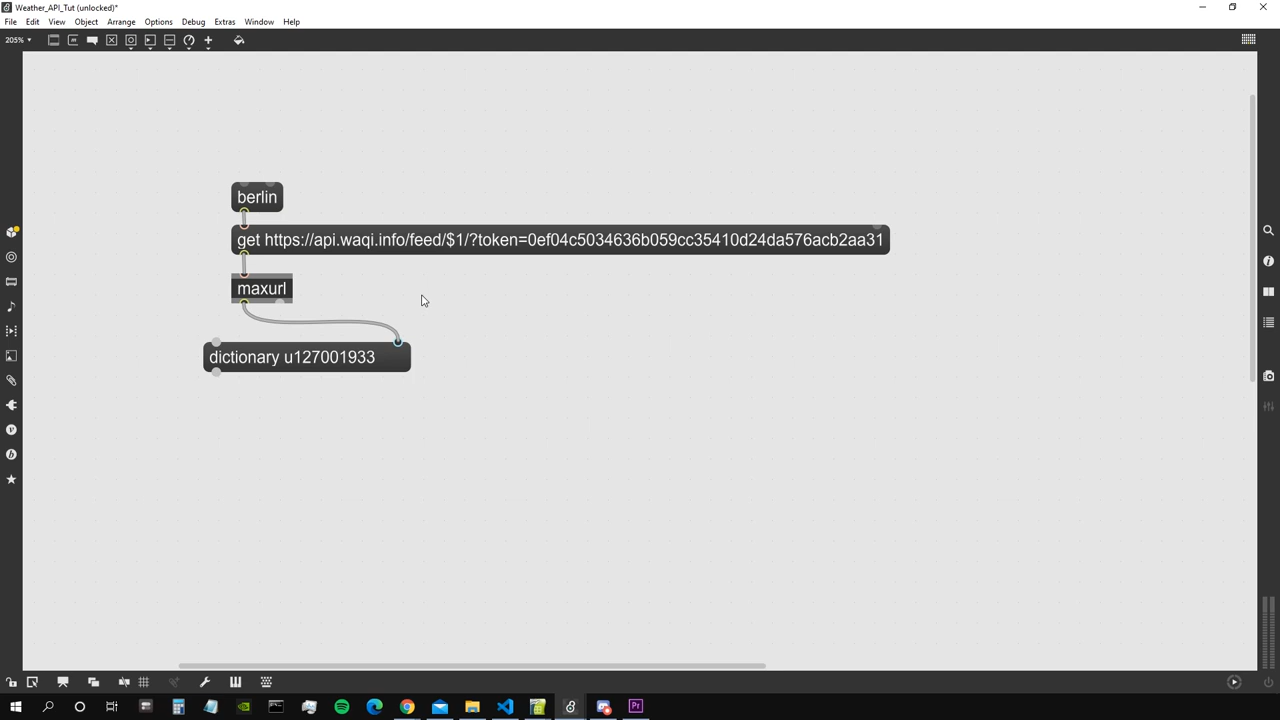 Weather_API_Tut (unlocked)*
File Edit View Object Arrange Options Debug Extras Window Help
205%
berlin
get https://api.waqi.info/feed/$1/?token=0ef04c5034636b059cc35410d24da576acb2aa31
maxurl
dictionary u127001933
Pr